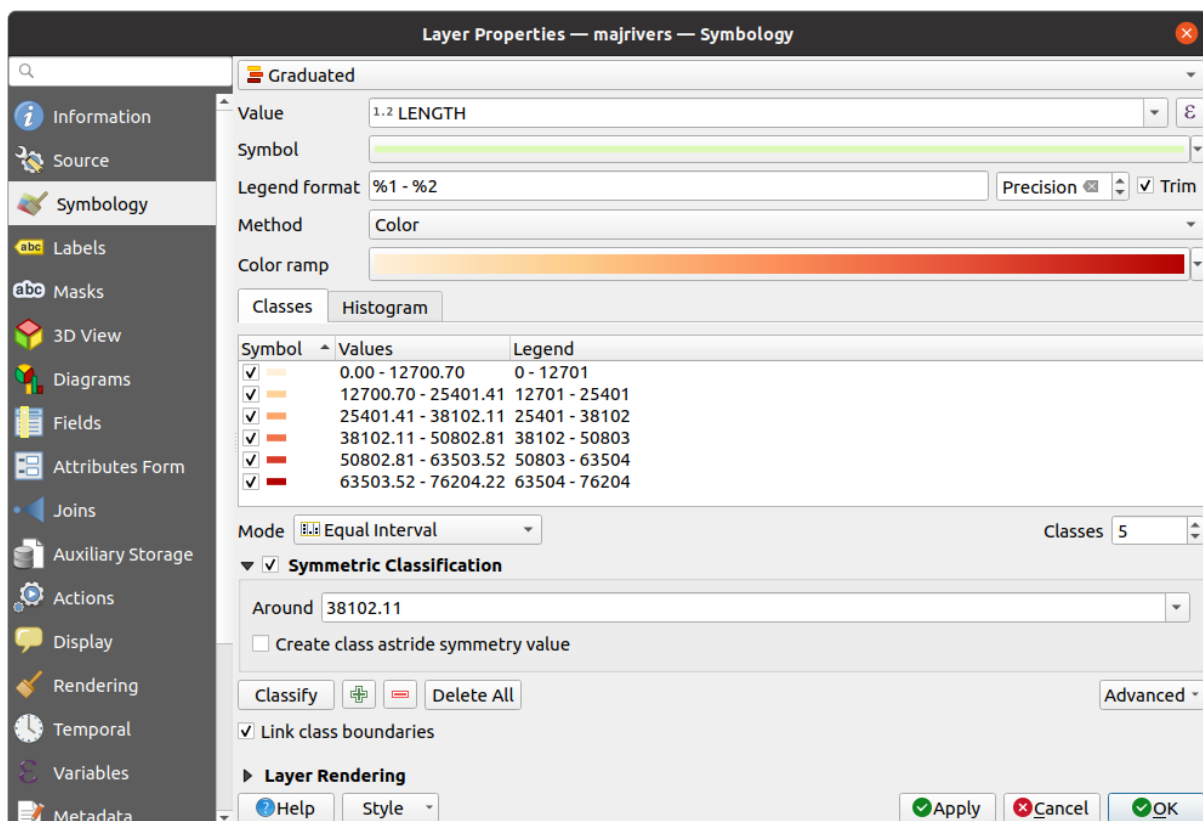 Layer Properties — majrivers — Symbology
Information
Source
Symbology
abc Labels
abc Masks
3D View
Diagrams
Fields
Attributes Form
Joins
Auxiliary Storage
Actions
Display
Rendering
Temporal
Variables
Metadata
Graduated
Value 1.2 LENGTH ε
Symbol
Legend format %1 - %2 Precision Trim
Method Color
Color ramp
Classes Histogram
Symbol Values Legend
0.00 - 12700.70 0 - 12701
12700.70 - 25401.41 12701 - 25401
25401.41 - 38102.11 25401 - 38102
38102.11 - 50802.81 38102 - 50803
50802.81 - 63503.52 50803 - 63504
63503.52 - 76204.22 63504 - 76204
Mode Equal Interval Classes 5
Symmetric Classification
Around 38102.11
Create class astride symmetry value
Classify Delete All Advanced
Link class boundaries
Layer Rendering
Help Style Apply Cancel OK